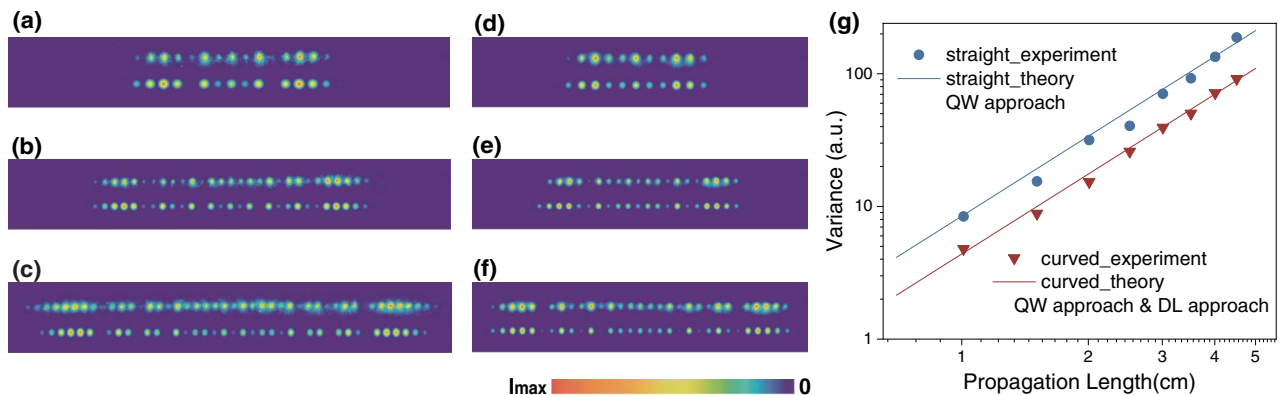 (a)
(b)
(c)
Imax
0
(d)
(e)
(f)
(g)
Variance (a.u.)
100
10
1
straight_experiment
straight_theory
QW approach
curved_experiment
curved_theory
QW approach & DL approach
1
2
3
4
5
Propagation Length(cm)